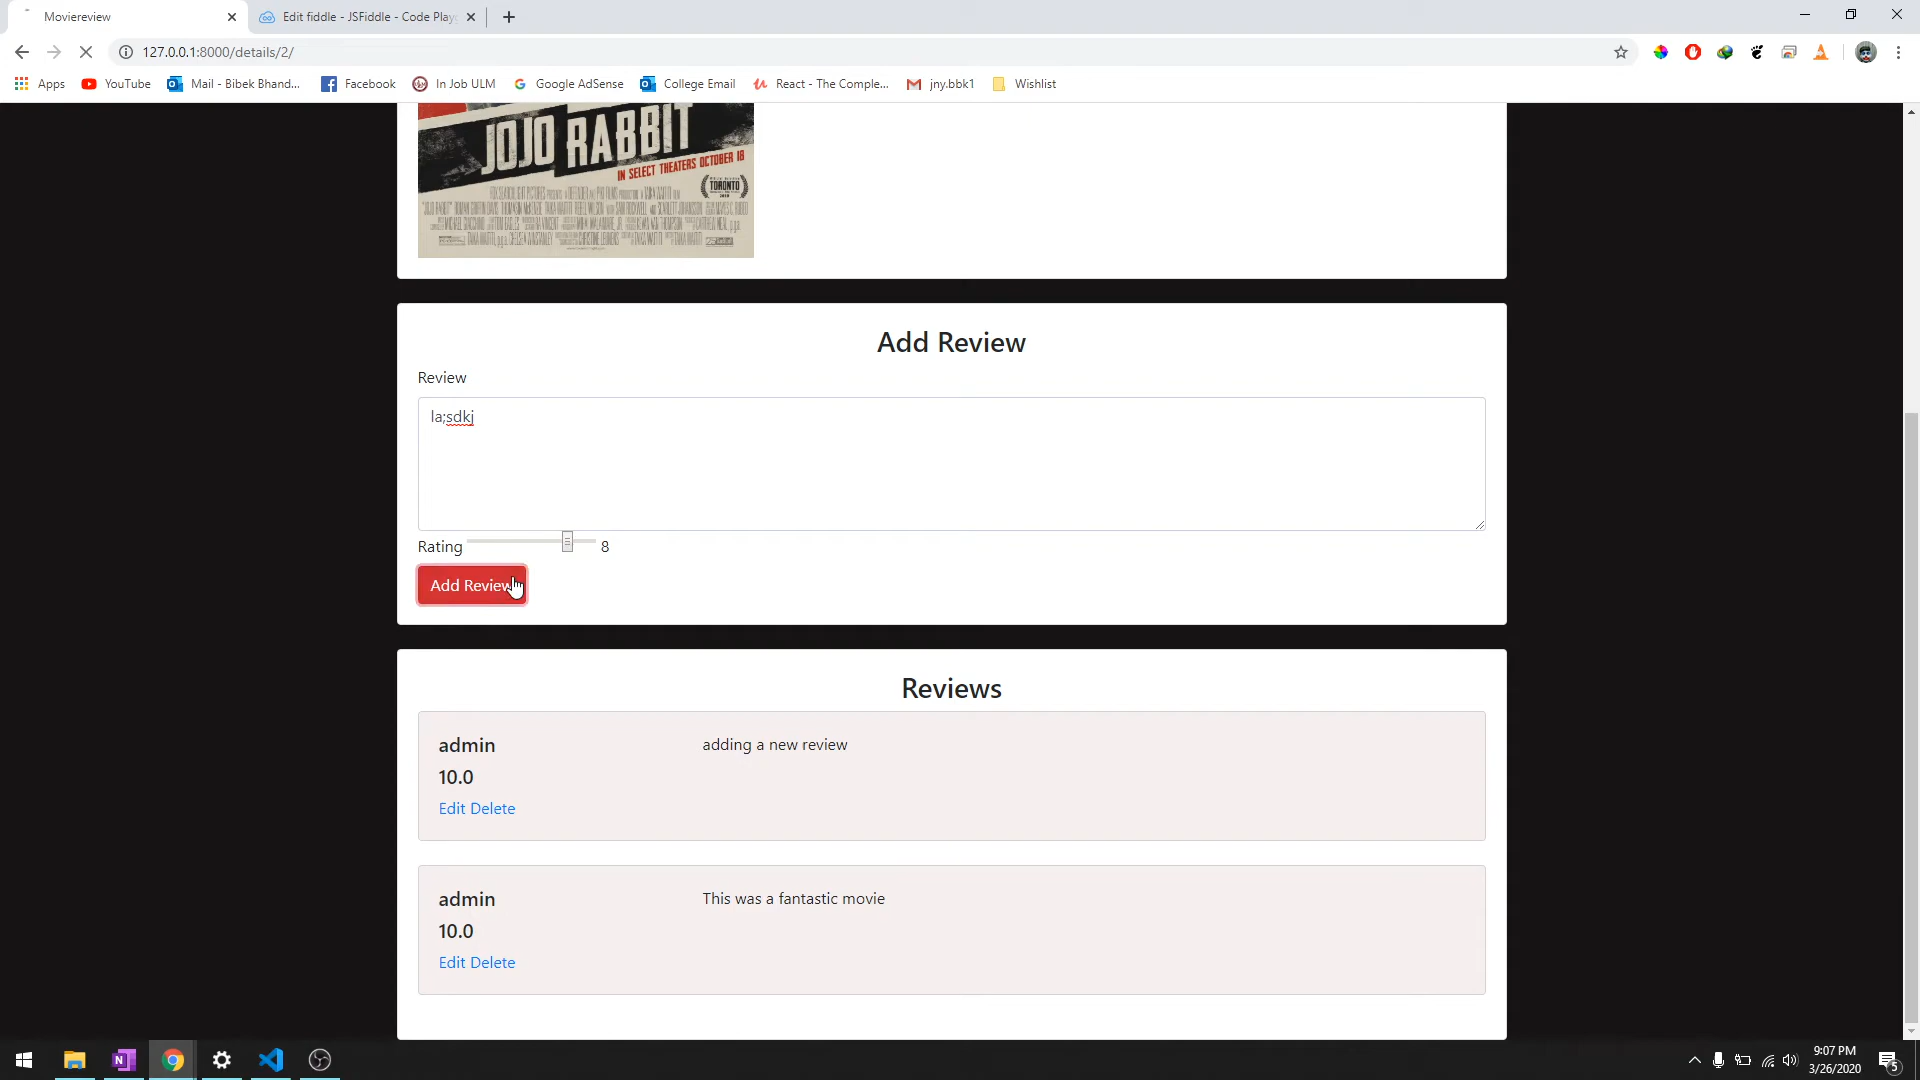 Moviereview
Edit fiddle - JSFiddle - Code Play
127.0.0.1:8000/details/2/
Apps YouTube Mail - Bibek Bhand... Facebook In Job ULM Google AdSense College Email React - The Comple... jny.bbk1 Wishlist
JOJO RABBIT
IN SELECT THEATERS OCTOBER 18
TORONTO
Add Review
Review
la;sdkj
Rating 8
Add Review
Reviews
admin adding a new review
10.0
Edit Delete
admin This was a fantastic movie
10.0
Edit Delete
9:07 PM
3/26/2020
5